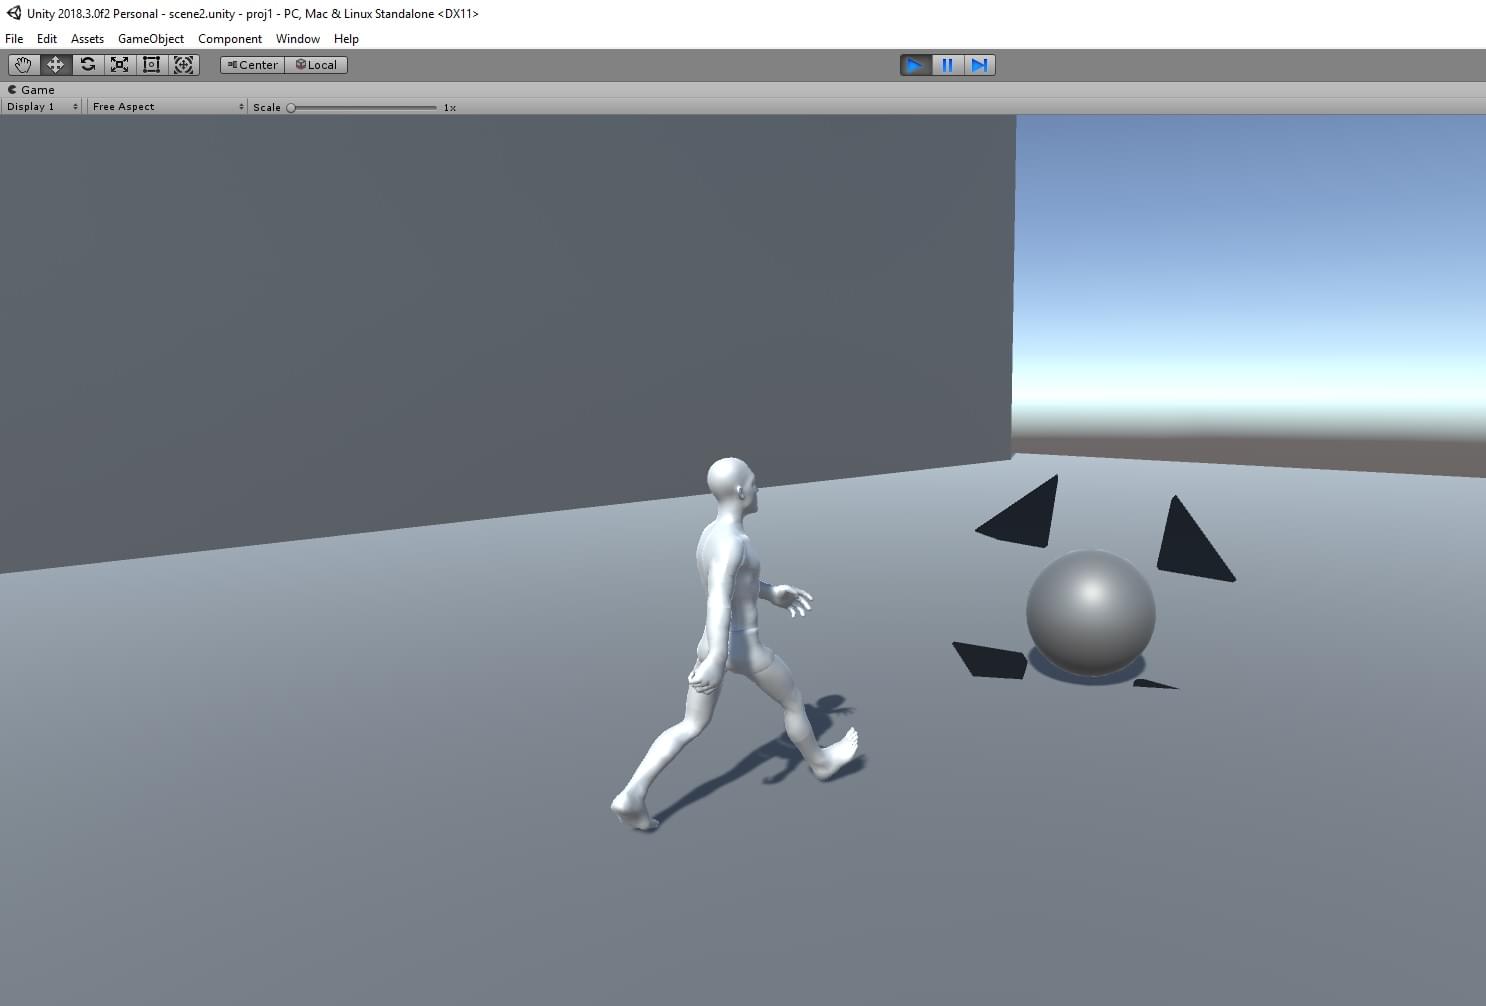 Unity 2018.3.0f2 Personal - scene2.unity - proj1 - PC, Mac & Linux Standalone <DX11>
File Edit Assets GameObject Component Window Help
Center Local
Game
Display 1 Free Aspect Scale 1x